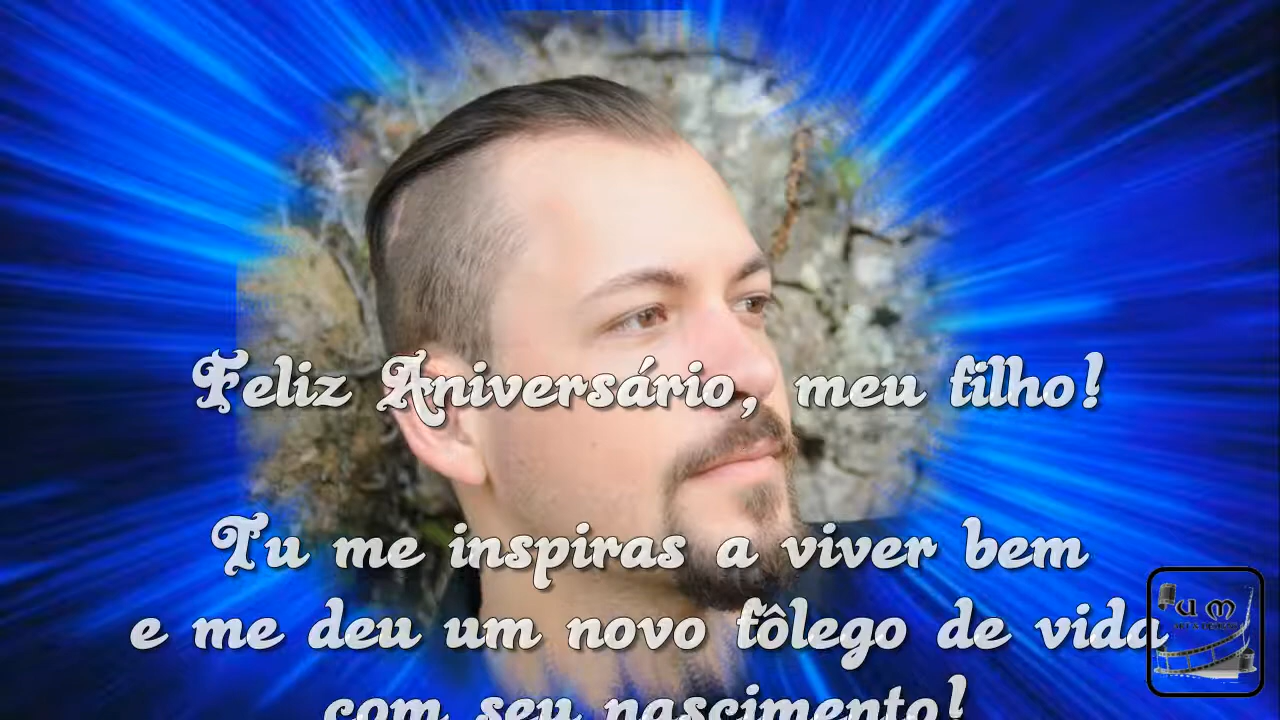 Feliz Aniversário, meu filho!
Tu me inspiras a viver bem
e me deu um novo fôlego de vida
com seu nascimento!
U M